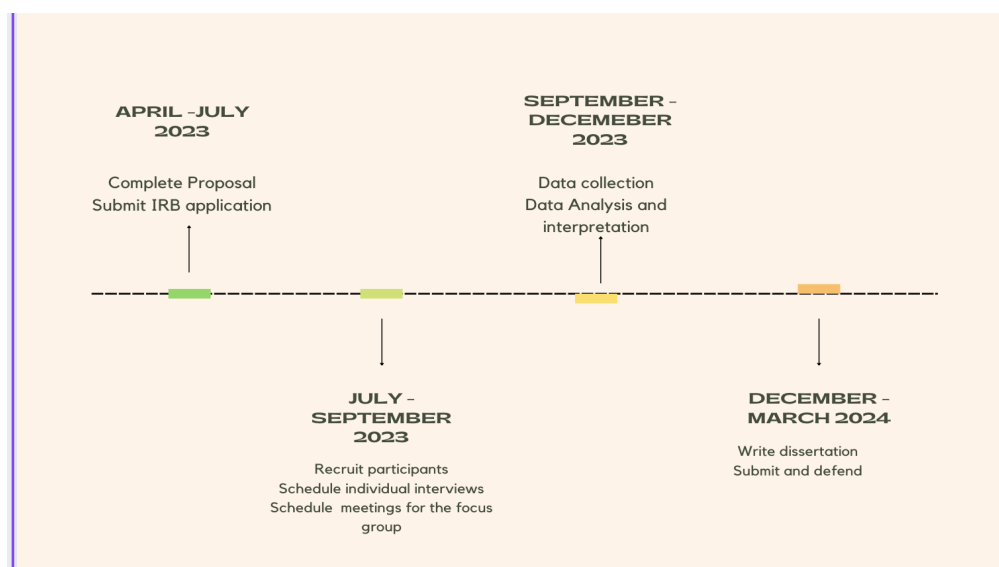 APRIL -JULY
2023
Complete Proposal
Submit IRB application
SEPTEMBER -
DECEMEBER
2023
Data collection
Data Analysis and
interpretation
JULY -
SEPTEMBER
2023
Recruit participants
Schedule individual interviews
Schedule  meetings for the focus
group
DECEMBER -
MARCH 2024
Write dissertation
Submit and defend